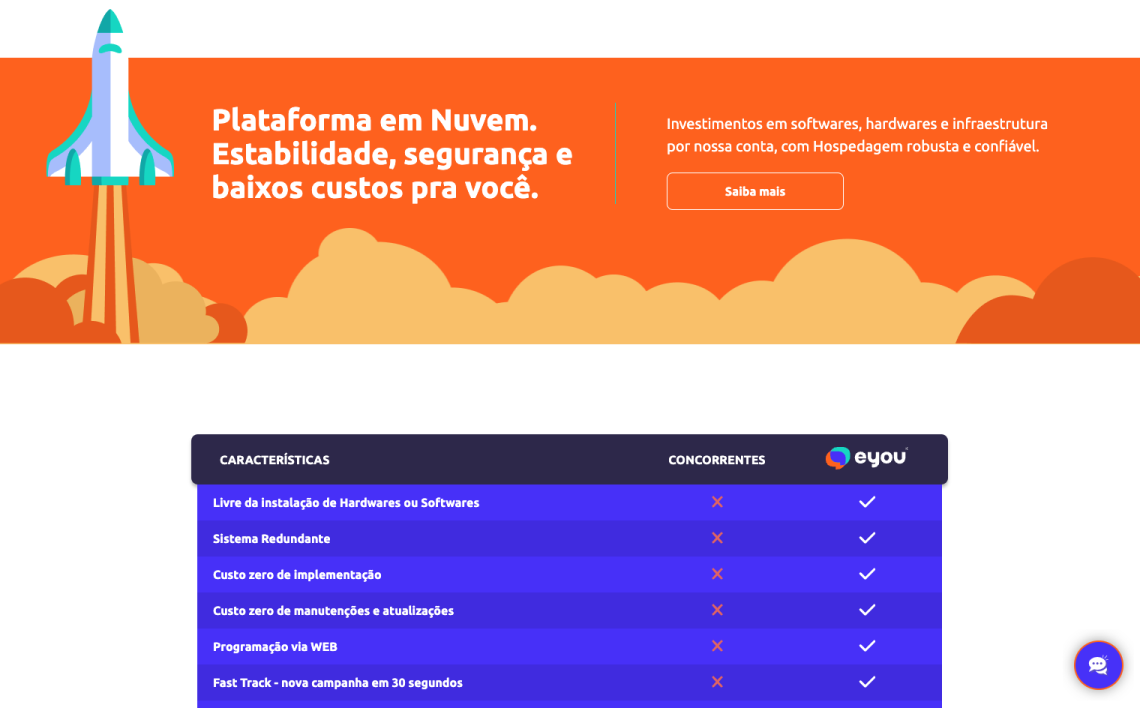 Plataforma em Nuvem.
Estabilidade, segurança e
baixos custos pra você.
Investimentos em softwares, hardwares e infraestrutura
por nossa conta, com Hospedagem robusta e confiável.
Saiba mais
CARACTERÍSTICAS CONCORRENTES eyou
Livre da instalação de Hardwares ou Softwares
Sistema Redundante
Custo zero de implementação
Custo zero de manutenções e atualizações
Programação via WEB
Fast Track - nova campanha em 30 segundos